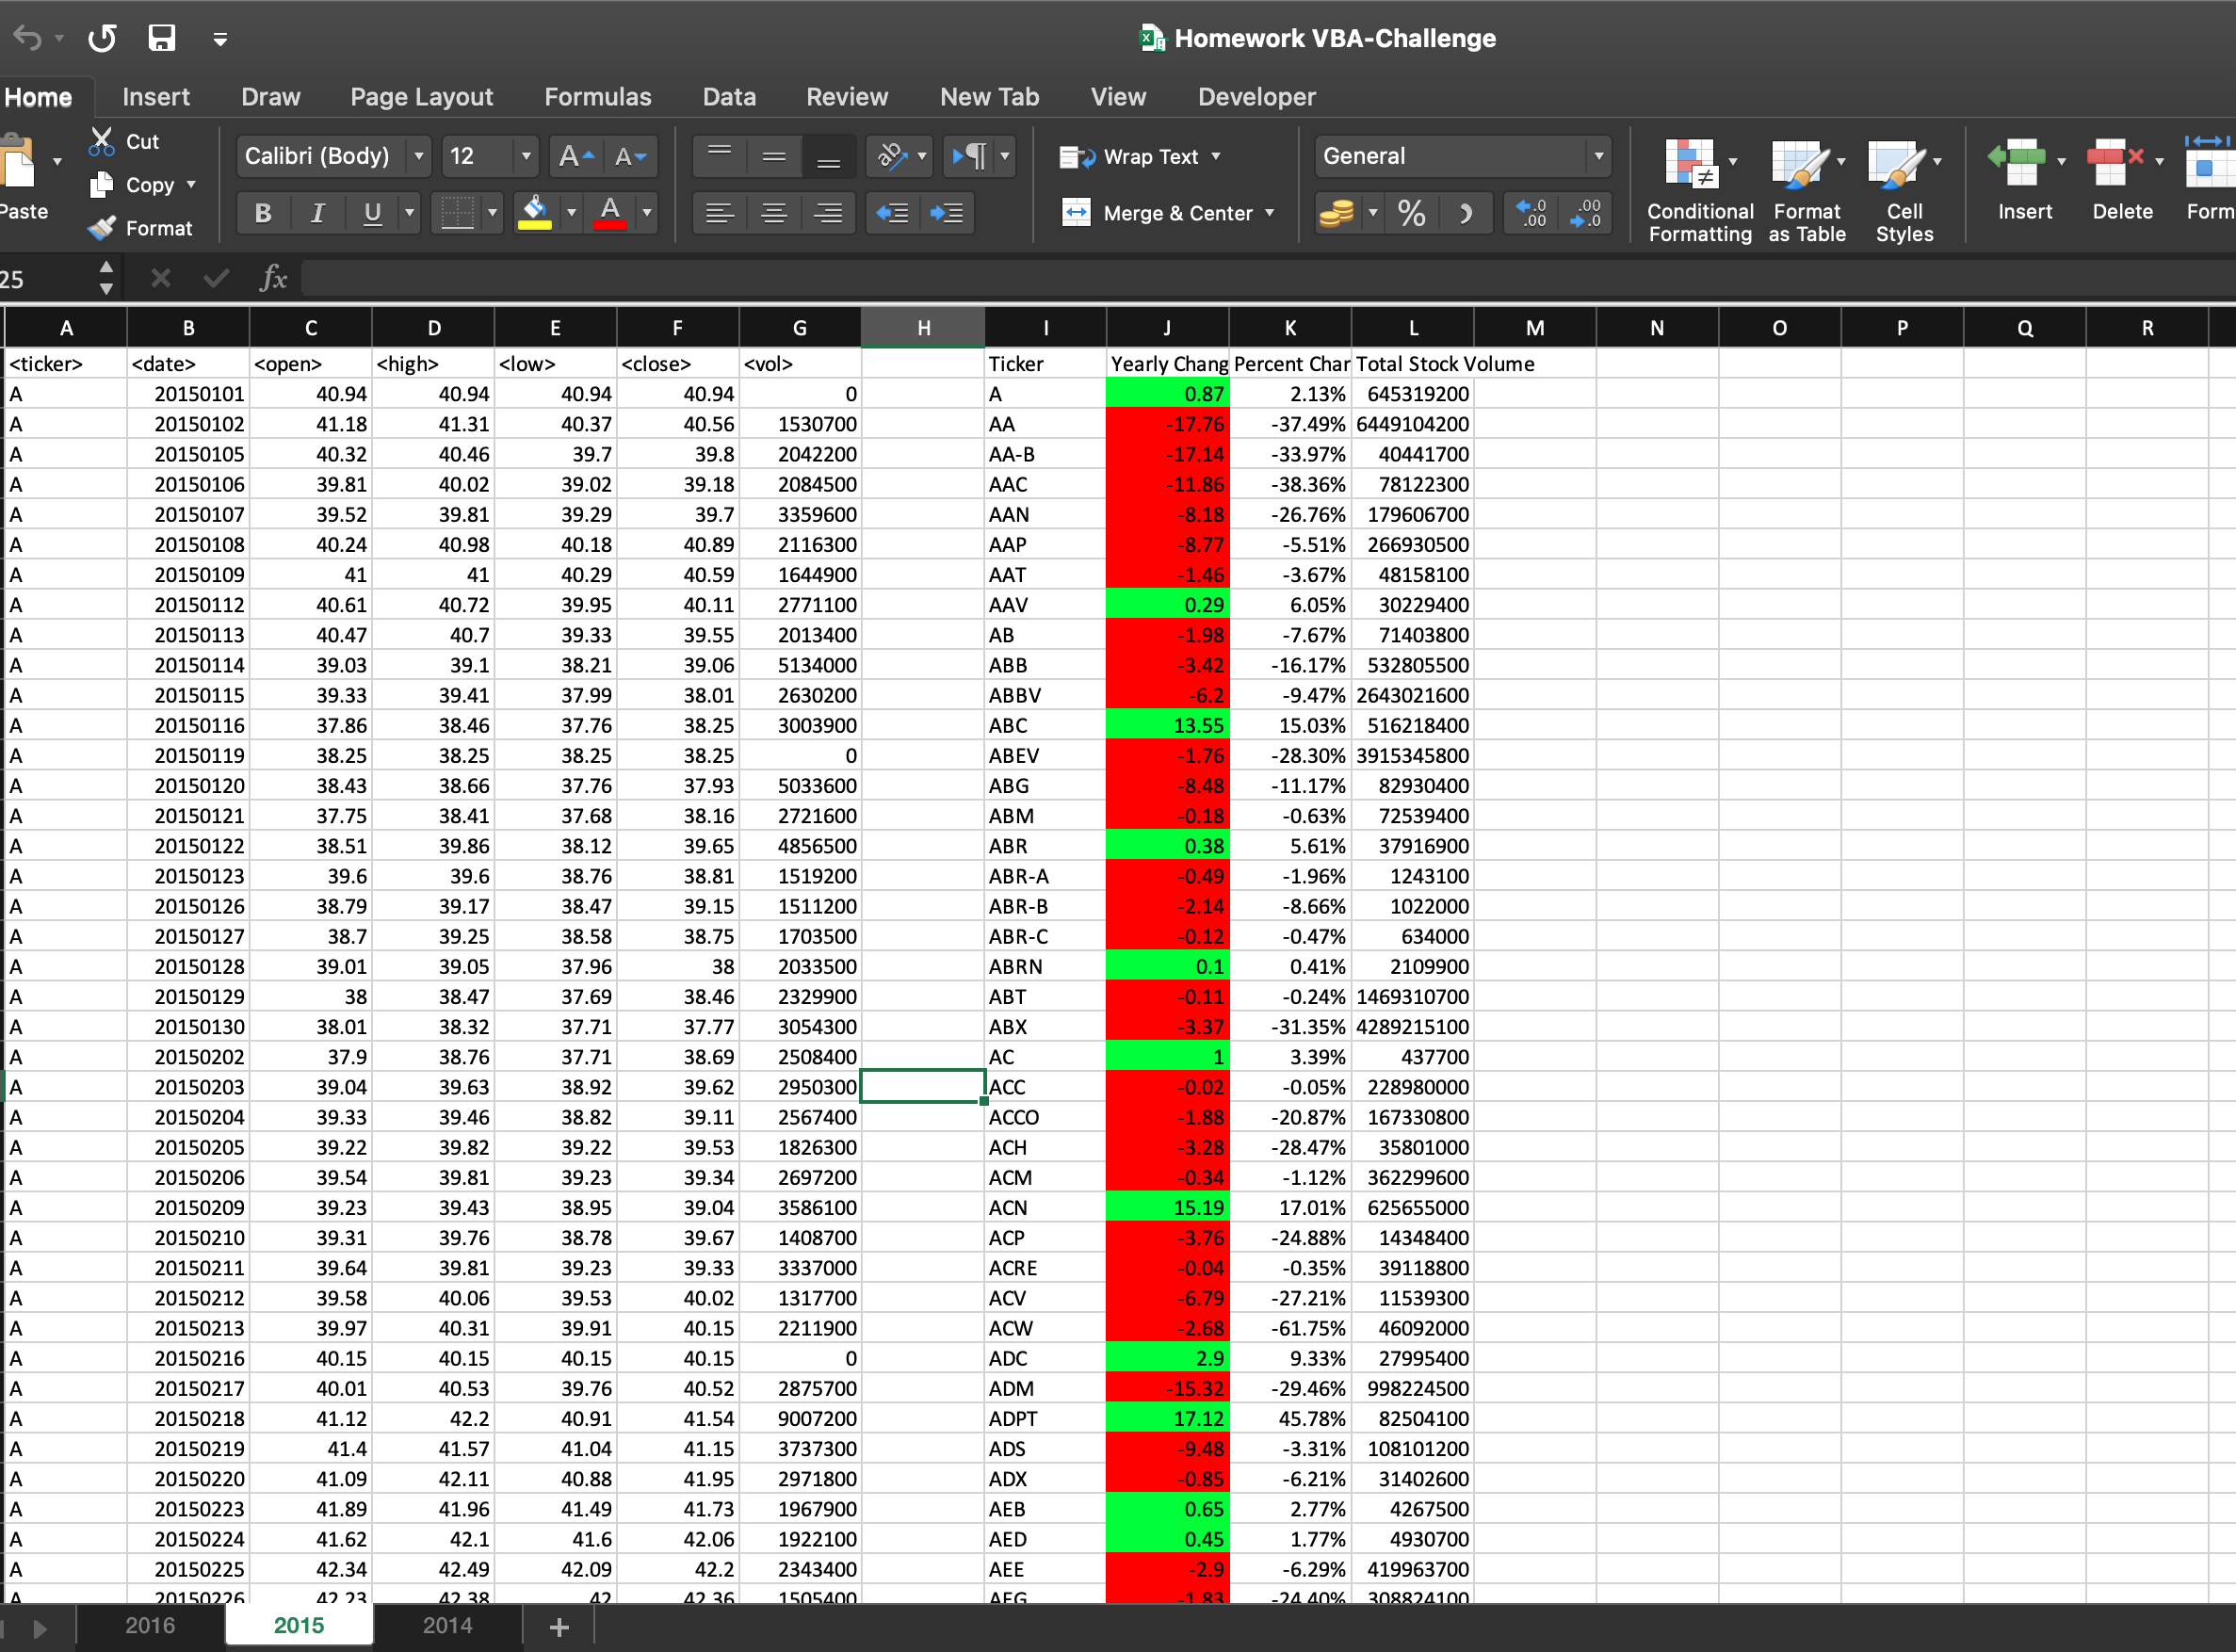 Homework VBA-Challenge
Home Insert Draw Page Layout Formulas Data Review New Tab View Developer
Cut
Calibri (Body) 12 A A ab Wrap Text General
Copy
Paste
Format
B I U A Merge & Center % .0 .00 .00 .0
Conditional Formatting
Format as Table
Cell Styles
Insert
Delete
Form
25 fx
A B C D E F G H I J K L M N O P Q R
<ticker> <date> <open> <high> <low> <close> <vol> Ticker Yearly Chang Percent Char Total Stock Volume
A 20150101 40.94 40.94 40.94 40.94 0 A 0.87 2.13% 645319200
A 20150102 41.18 41.31 40.37 40.56 1530700 AA -17.76 -37.49% 6449104200
A 20150105 40.32 40.46 39.7 39.8 2042200 AA-B -17.14 -33.97% 40441700
A 20150106 39.81 40.02 39.02 39.18 2084500 AAC -11.86 -38.36% 78122300
A 20150107 39.52 39.81 39.29 39.7 3359600 AAN -8.18 -26.76% 179606700
A 20150108 40.24 40.98 40.18 40.89 2116300 AAP -8.77 -5.51% 266930500
A 20150109 41 41 40.29 40.59 1644900 AAT -1.46 -3.67% 48158100
A 20150112 40.61 40.72 39.95 40.11 2771100 AAV 0.29 6.05% 30229400
A 20150113 40.47 40.7 39.33 39.55 2013400 AB -1.98 -7.67% 71403800
A 20150114 39.03 39.1 38.21 39.06 5134000 ABB -3.42 -16.17% 532805500
A 20150115 39.33 39.41 37.99 38.01 2630200 ABBV -6.2 -9.47% 2643021600
A 20150116 37.86 38.46 37.76 38.25 3003900 ABC 13.55 15.03% 516218400
A 20150119 38.25 38.25 38.25 38.25 0 ABEV -1.76 -28.30% 3915345800
A 20150120 38.43 38.66 37.76 37.93 5033600 ABG -8.48 -11.17% 82930400
A 20150121 37.75 38.41 37.68 38.16 2721600 ABM -0.18 -0.63% 72539400
A 20150122 38.51 39.86 38.12 39.65 4856500 ABR 0.38 5.61% 37916900
A 20150123 39.6 39.6 38.76 38.81 1519200 ABR-A -0.49 -1.96% 1243100
A 20150126 38.79 39.17 38.47 39.15 1511200 ABR-B -2.14 -8.66% 1022000
A 20150127 38.7 39.25 38.58 38.75 1703500 ABR-C -0.12 -0.47% 634000
A 20150128 39.01 39.05 37.96 38 2033500 ABRN 0.1 0.41% 2109900
A 20150129 38 38.47 37.69 38.46 2329900 ABT -0.11 -0.24% 1469310700
A 20150130 38.01 38.32 37.71 37.77 3054300 ABX -3.37 -31.35% 4289215100
A 20150202 37.9 38.76 37.71 38.69 2508400 AC 1 3.39% 437700
A 20150203 39.04 39.63 38.92 39.62 2950300 ACC -0.02 -0.05% 228980000
A 20150204 39.33 39.46 38.82 39.11 2567400 ACCO -1.88 -20.87% 167330800
A 20150205 39.22 39.82 39.22 39.53 1826300 ACH -3.28 -28.47% 35801000
A 20150206 39.54 39.81 39.23 39.34 2697200 ACM -0.34 -1.12% 362299600
A 20150209 39.23 39.43 38.95 39.04 3586100 ACN 15.19 17.01% 625655000
A 20150210 39.31 39.76 38.78 39.67 1408700 ACP -3.76 -24.88% 14348400
A 20150211 39.64 39.81 39.23 39.33 3337000 ACRE -0.04 -0.35% 39118800
A 20150212 39.58 40.06 39.53 40.02 1317700 ACV -6.79 -27.21% 11539300
A 20150213 39.97 40.31 39.91 40.15 2211900 ACW -2.68 -61.75% 46092000
A 20150216 40.15 40.15 40.15 40.15 0 ADC 2.9 9.33% 27995400
A 20150217 40.01 40.53 39.76 40.52 2875700 ADM -15.32 -29.46% 998224500
A 20150218 41.12 42.2 40.91 41.54 9007200 ADPT 17.12 45.78% 82504100
A 20150219 41.4 41.57 41.04 41.15 3737300 ADS -9.48 -3.31% 108101200
A 20150220 41.09 42.11 40.88 41.95 2971800 ADX -0.85 -6.21% 31402600
A 20150223 41.89 41.96 41.49 41.73 1967900 AEB 0.65 2.77% 4267500
A 20150224 41.62 42.1 41.6 42.06 1922100 AED 0.45 1.77% 4930700
A 20150225 42.34 42.49 42.09 42.2 2343400 AEE -2.9 -6.29% 419963700
A 20150226 42.23 42.38 42 42.36 1505400 AEG -1.83 -24.40% 308824100
2016 2015 2014 +